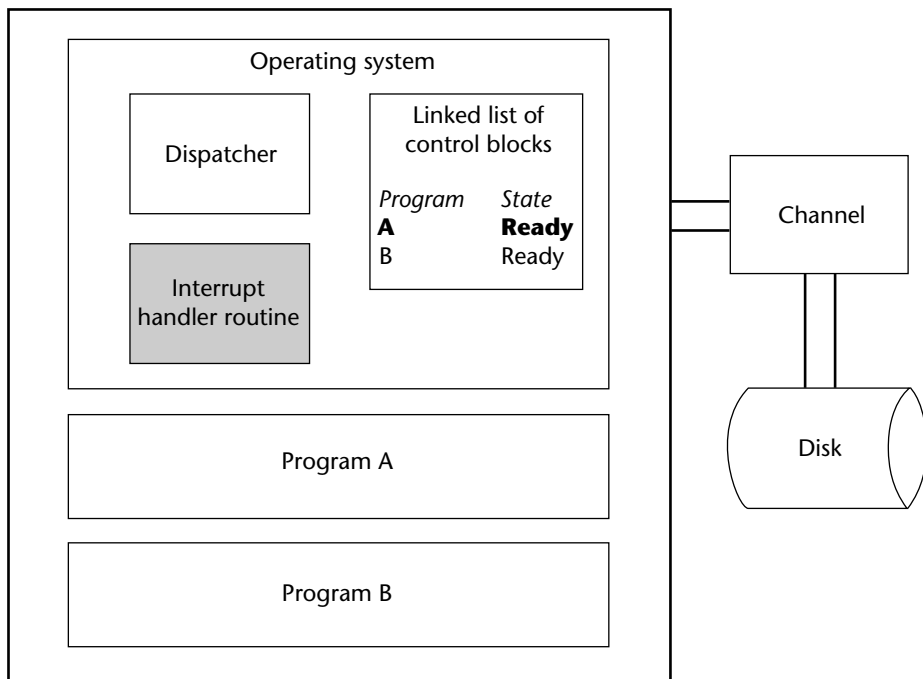 Operating system
Dispatcher
Linked list of
control blocks
Program State
A Ready
B Ready
Interrupt
handler routine
Channel
Disk
Program A
Program B